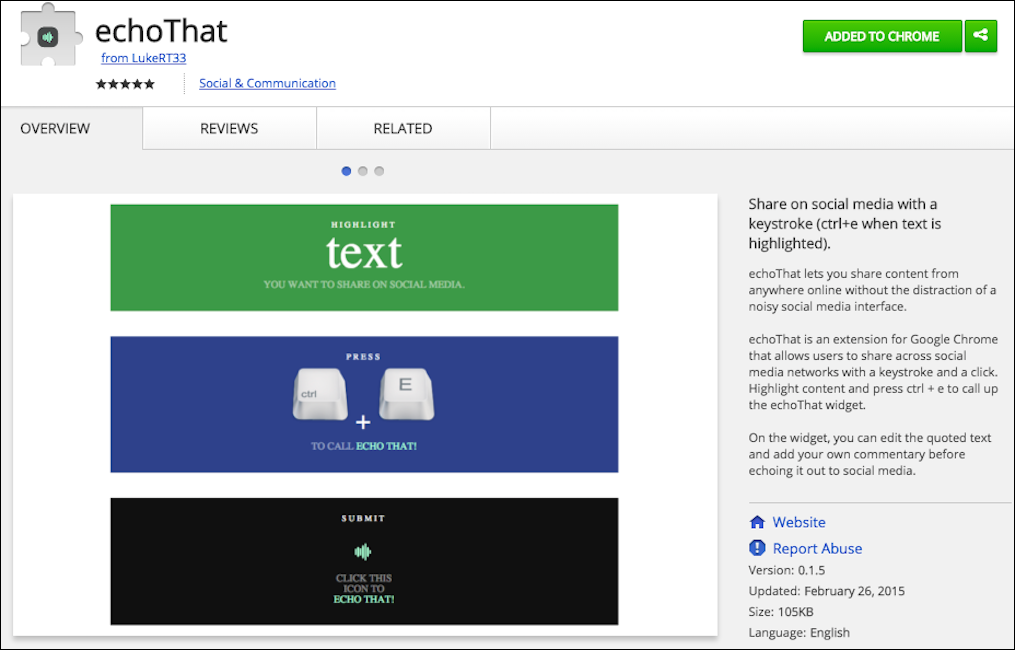 echoThat
from LukeRT33
Social & Communication
ADDED TO CHROME
OVERVIEW
REVIEWS
RELATED
HIGHLIGHT
text
YOU WANT TO SHARE ON SOCIAL MEDIA.
PRESS
ctrl
E
+
TO CALL ECHO THAT!
SUBMIT
CLICK THIS
ICON TO
ECHO THAT!
Share on social media with a
keystroke (ctrl+e when text is
highlighted).
echoThat lets you share content from
anywhere online without the distraction of a
noisy social media interface.
echoThat is an extension for Google Chrome
that allows users to share across social
media networks with a keystroke and a click.
Highlight content and press ctrl + e to call up
the echoThat widget.
On the widget, you can edit the quoted text
and add your own commentary before
echoing it out to social media.
Website
Report Abuse
Version: 0.1.5
Updated: February 26, 2015
Size: 105KB
Language: English